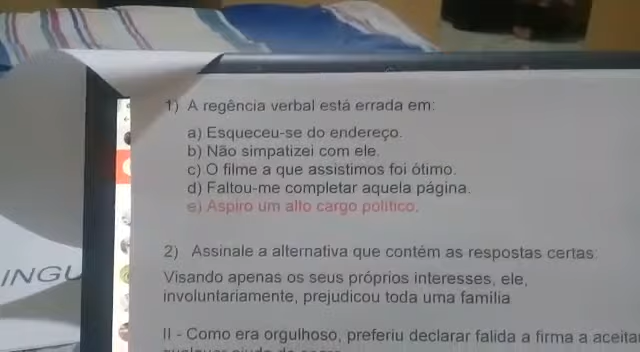 1) A regência verbal está errada em:
a) Esqueceu-se do endereço.
b) Não simpatizei com ele.
c) O filme a que assistimos foi ótimo.
d) Faltou-me completar aquela página.
e) Aspiro um alto cargo político.
2) Assinale a alternativa que contém as respostas certas:
Visando apenas os seus próprios interesses, ele,
involuntariamente, prejudicou toda uma família
INGU
II - Como era orgulhoso, preferiu declarar falida a firma a aceita